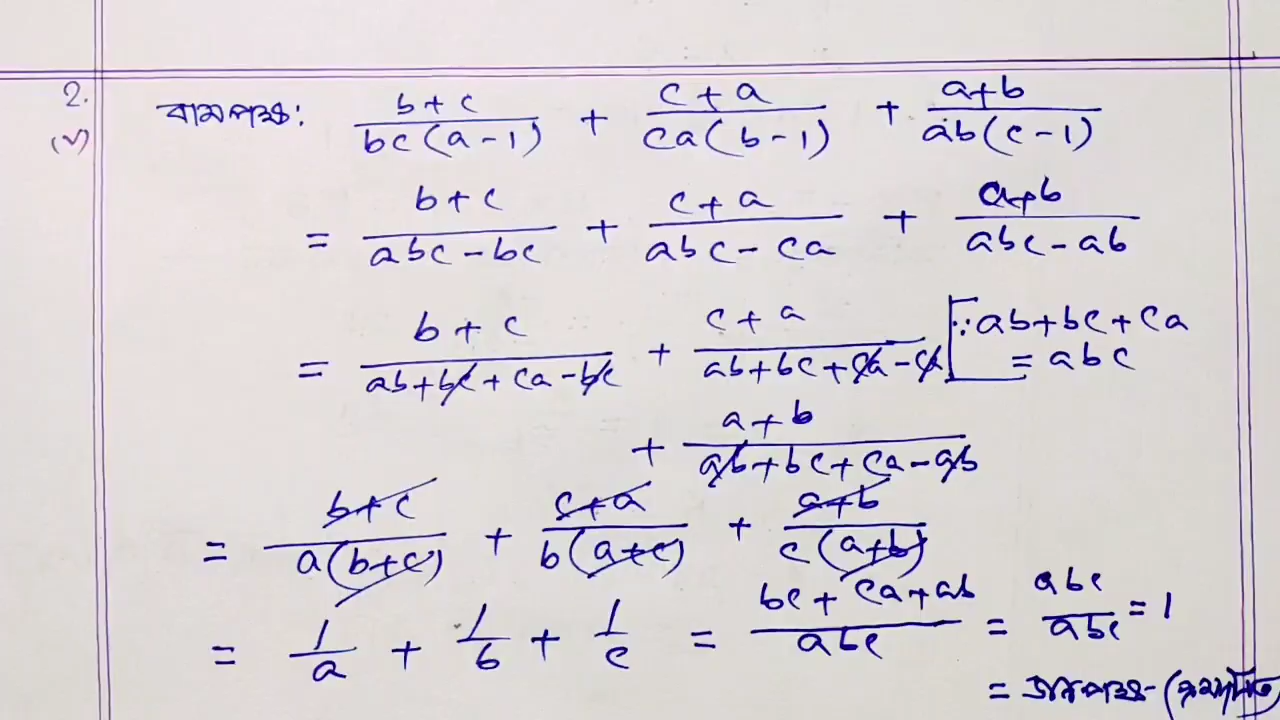 2.
(v)
বামপক্ষ: (b+c)/(bc(a-1)) + (c+a)/(ca(b-1)) + (a+b)/(ab(c-1))
= (b+c)/(abc-bc) + (c+a)/(abc-ca) + (a+b)/(abc-ab)
= (b+c)/(ab+bc+ca-bc) + (c+a)/(ab+bc+ca-ca) [∵ab+bc+ca
= abc
+ (a+b)/(ab+bc+ca-ab)
= (b+c)/(a(b+c)) + (c+a)/(b(a+c)) + (a+b)/(c(a+b))
= 1/a + 1/b + 1/c = (bc+ca+ab)/abc = abc/abc = 1
= ডানপক্ষ (প্রমাণিত)